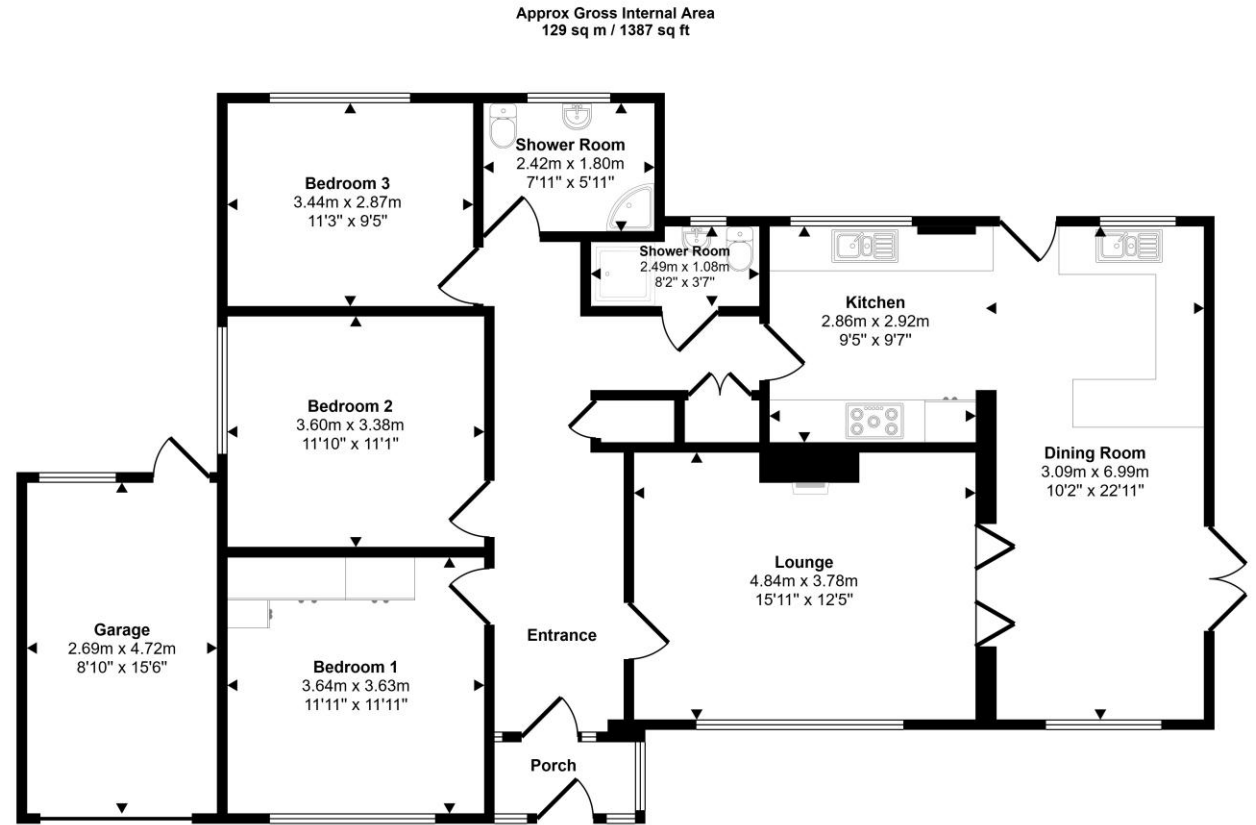 Approx Gross Internal Area
129 sq m / 1387 sq ft
Shower Room
2.42m x 1.80m
7'11" x 5'11"
Bedroom 3
3.44m x 2.87m
11'3" x 9'5"
Shower Room
2.49m x 1.08m
8'2" x 3'7"
Kitchen
2.86m x 2.92m
9'5" x 9'7"
Bedroom 2
3.60m x 3.38m
11'10" x 11'1"
Dining Room
3.09m x 6.99m
10'2" x 22'11"
Lounge
4.84m x 3.78m
15'11" x 12'5"
Garage
2.69m x 4.72m
8'10" x 15'6"
Entrance
Bedroom 1
3.64m x 3.63m
11'11" x 11'11"
Porch